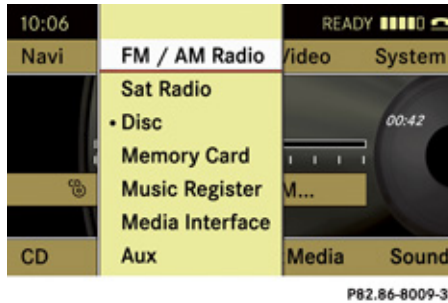 10:06 READY
Navi FM / AM Radio /ideo System
Sat Radio
• Disc 00:42
Memory Card
Music Register M...
Media Interface
CD Aux Media Sound
P82.86-8009-3